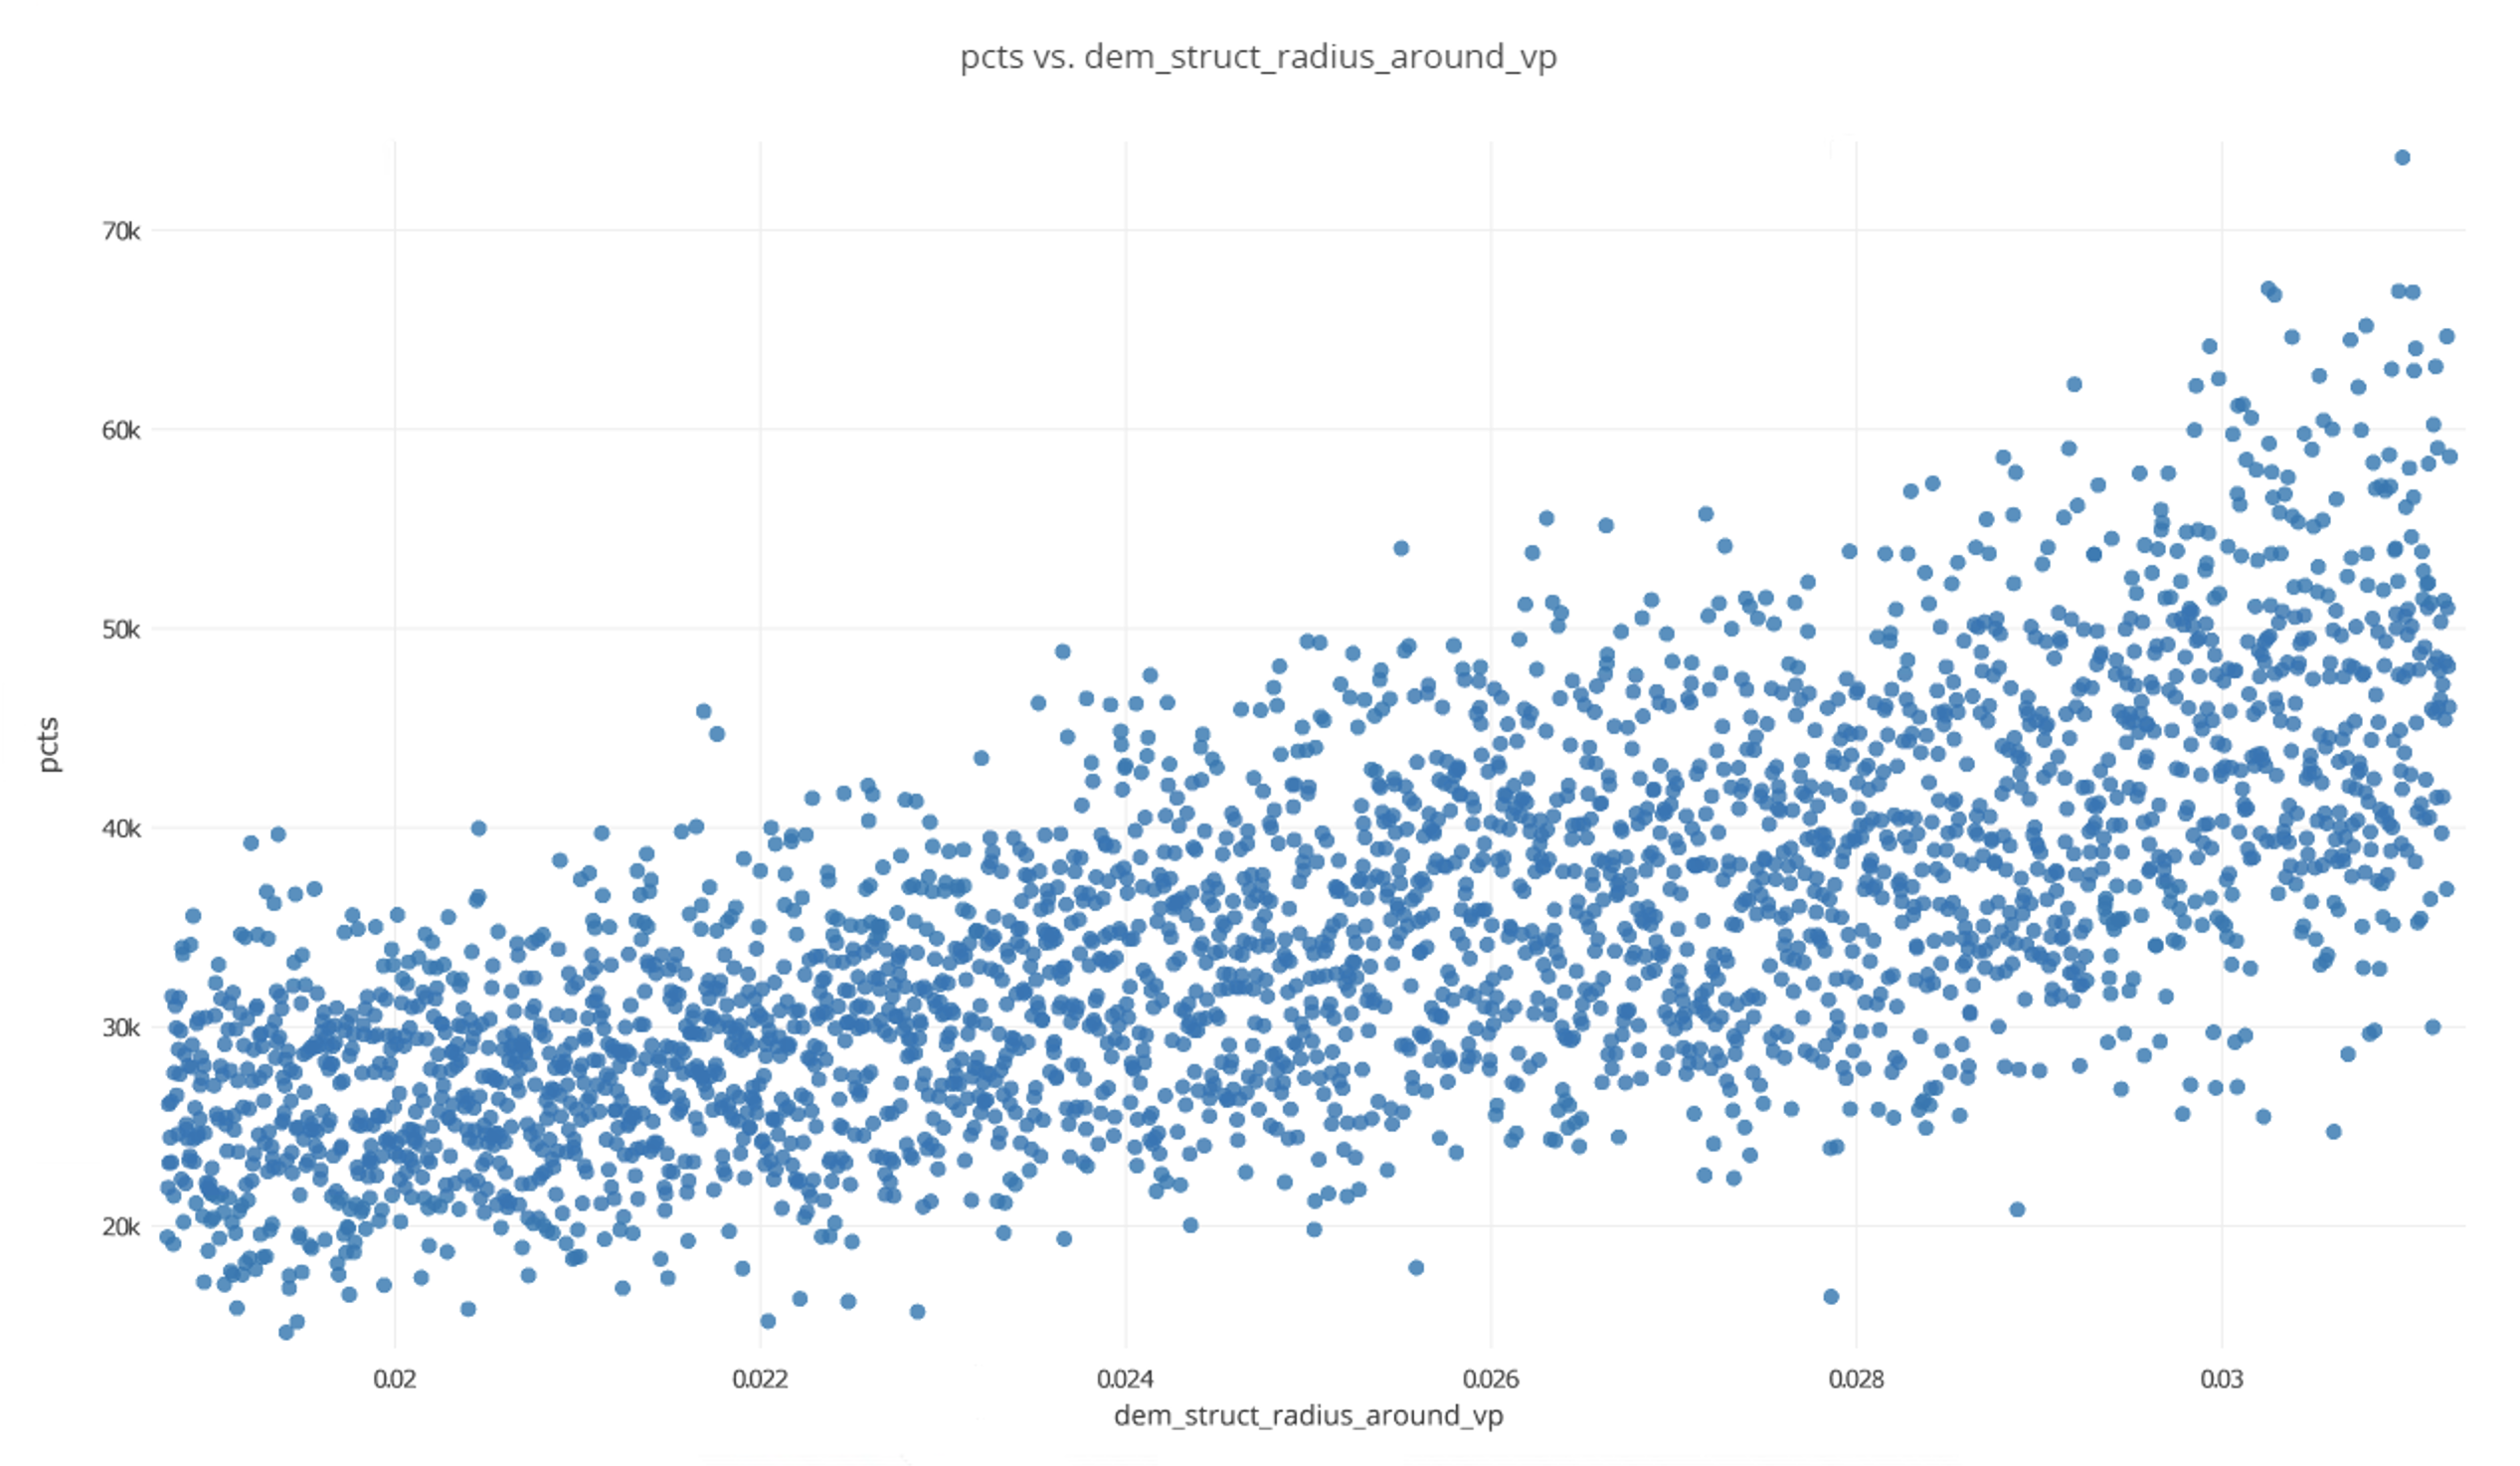 pcts vs. dem_struct_radius_around_vp
70k
60k
50k
40k
30k
20k
pcts
0.02 0.022 0.024 0.026 0.028 0.03
dem_struct_radius_around_vp